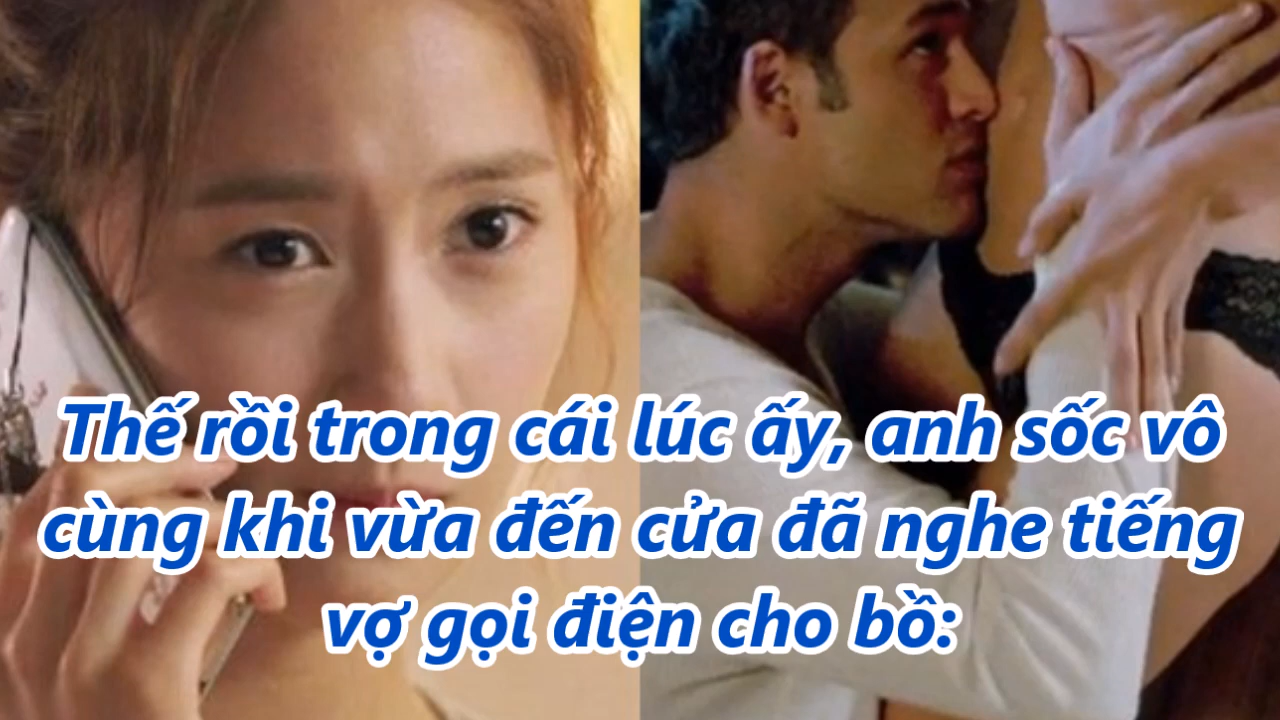 Thế rồi trong cái lúc ấy, anh sốc vô
cùng khi vừa đến cửa đã nghe tiếng
vợ gọi điện cho bồ: